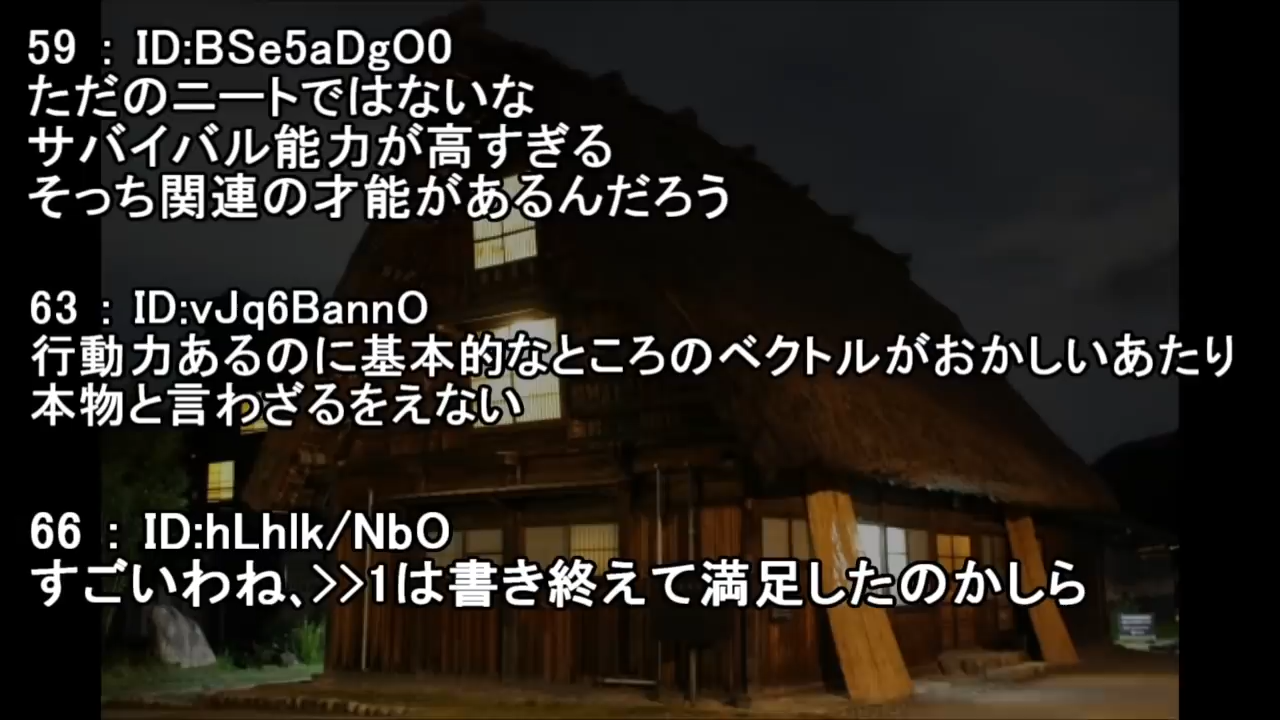 59 : ID:BSe5aDgO0
ただのニートではないな
サバイバル能力が高すぎる
そっち関連の才能があるんだろう
63 : ID:vJq6BannO
行動力あるのに基本的なところのベクトルがおかしいあたり
本物と言わざるをえない
66 : ID:hLhlk/NbO
すごいわね､>>1は書き終えて満足したのかしら